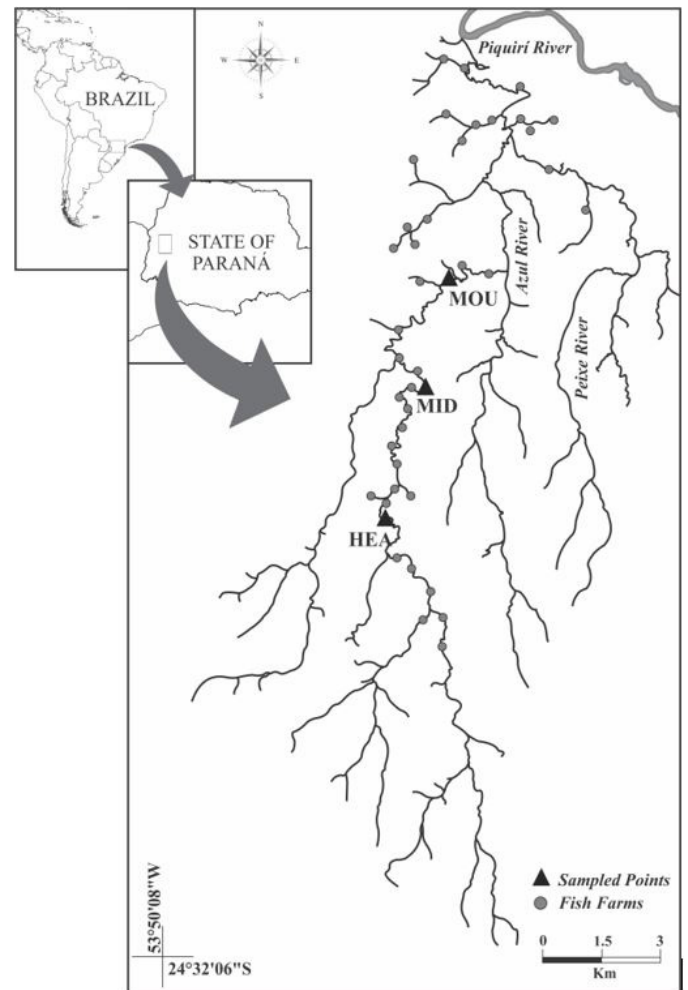 N
W
E
S
BRAZIL
STATE OF
PARANÁ
Piquirí River
Azul River
Peixe River
MOU
MID
HEA
Sampled Points
Fish Farms
0
1.5
3
Km
53°50'08"W
24°32'06"S